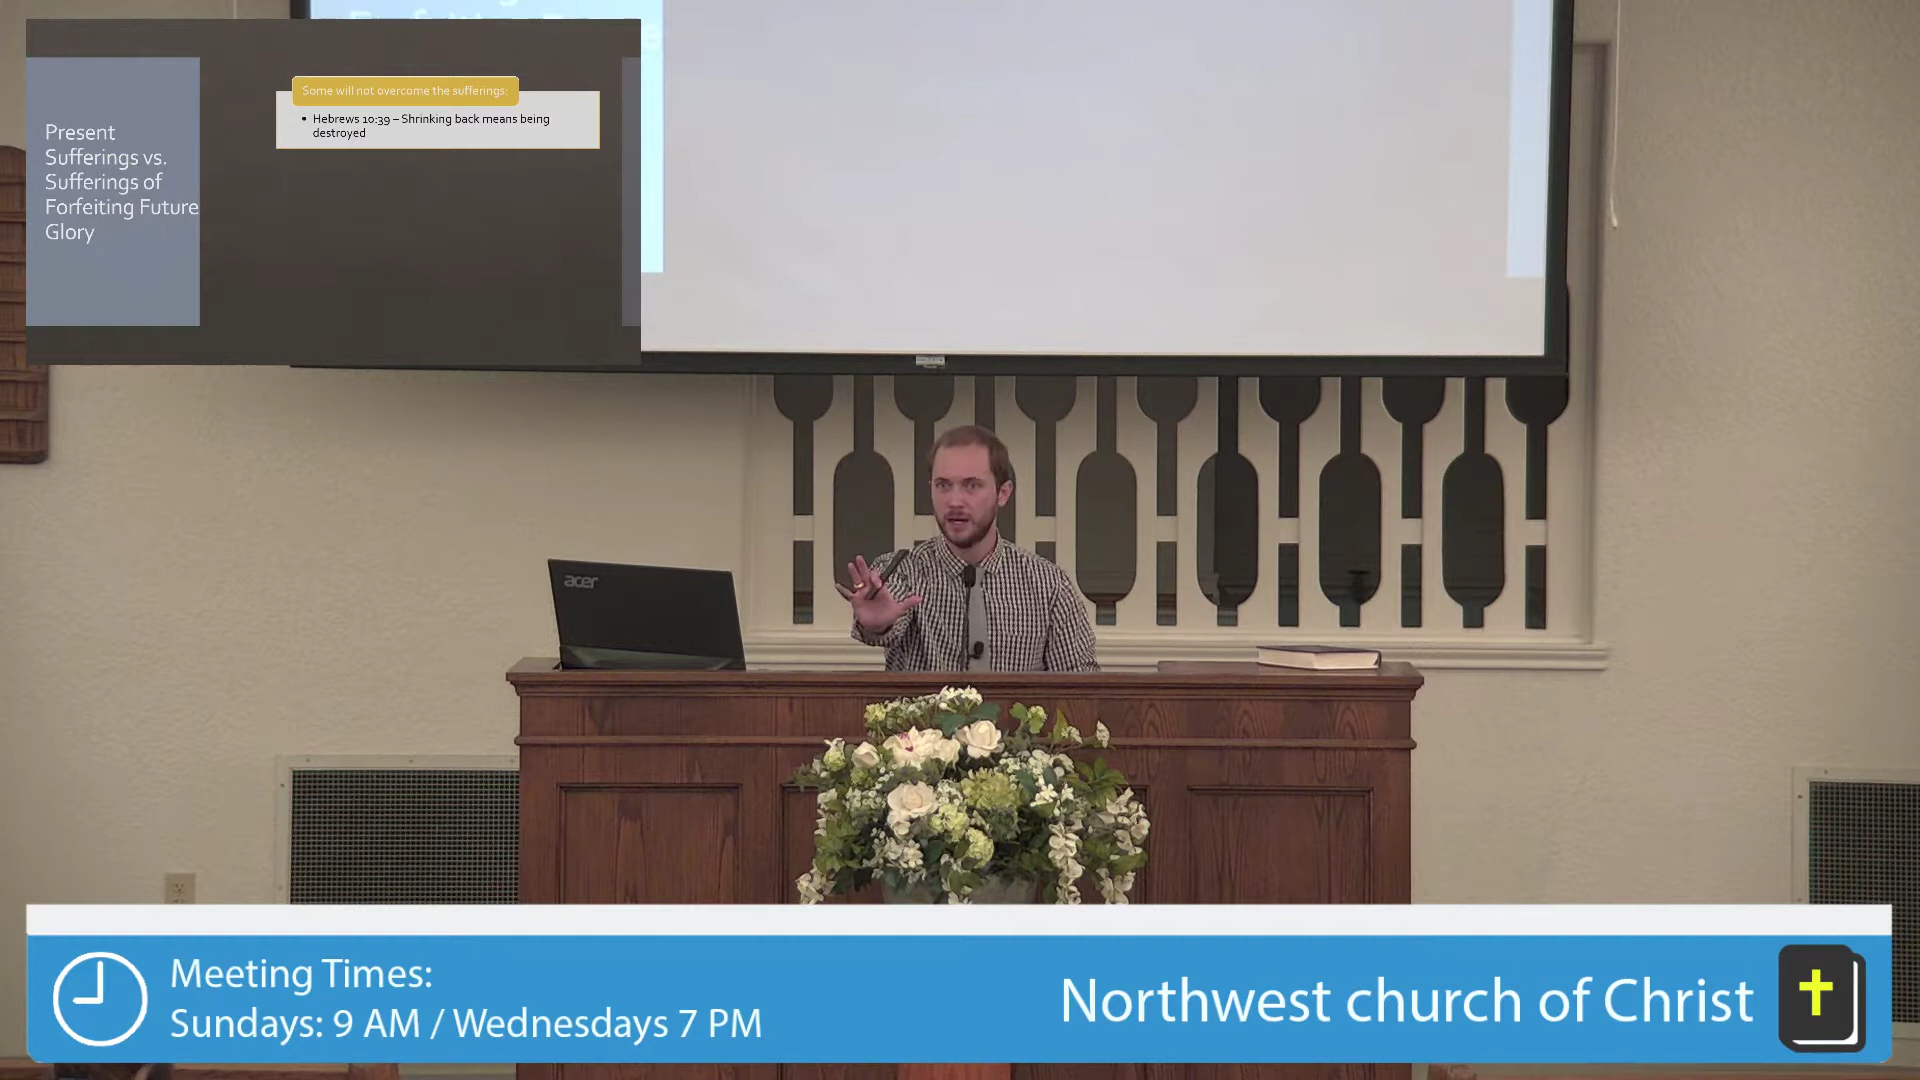 Some will not overcome the sufferings:
• Hebrews 10:39 – Shrinking back means being
destroyed
Present
Sufferings vs.
Sufferings of
Forfeiting Future
Glory
acer
Meeting Times:
Sundays: 9 AM / Wednesdays 7 PM
Northwest church of Christ